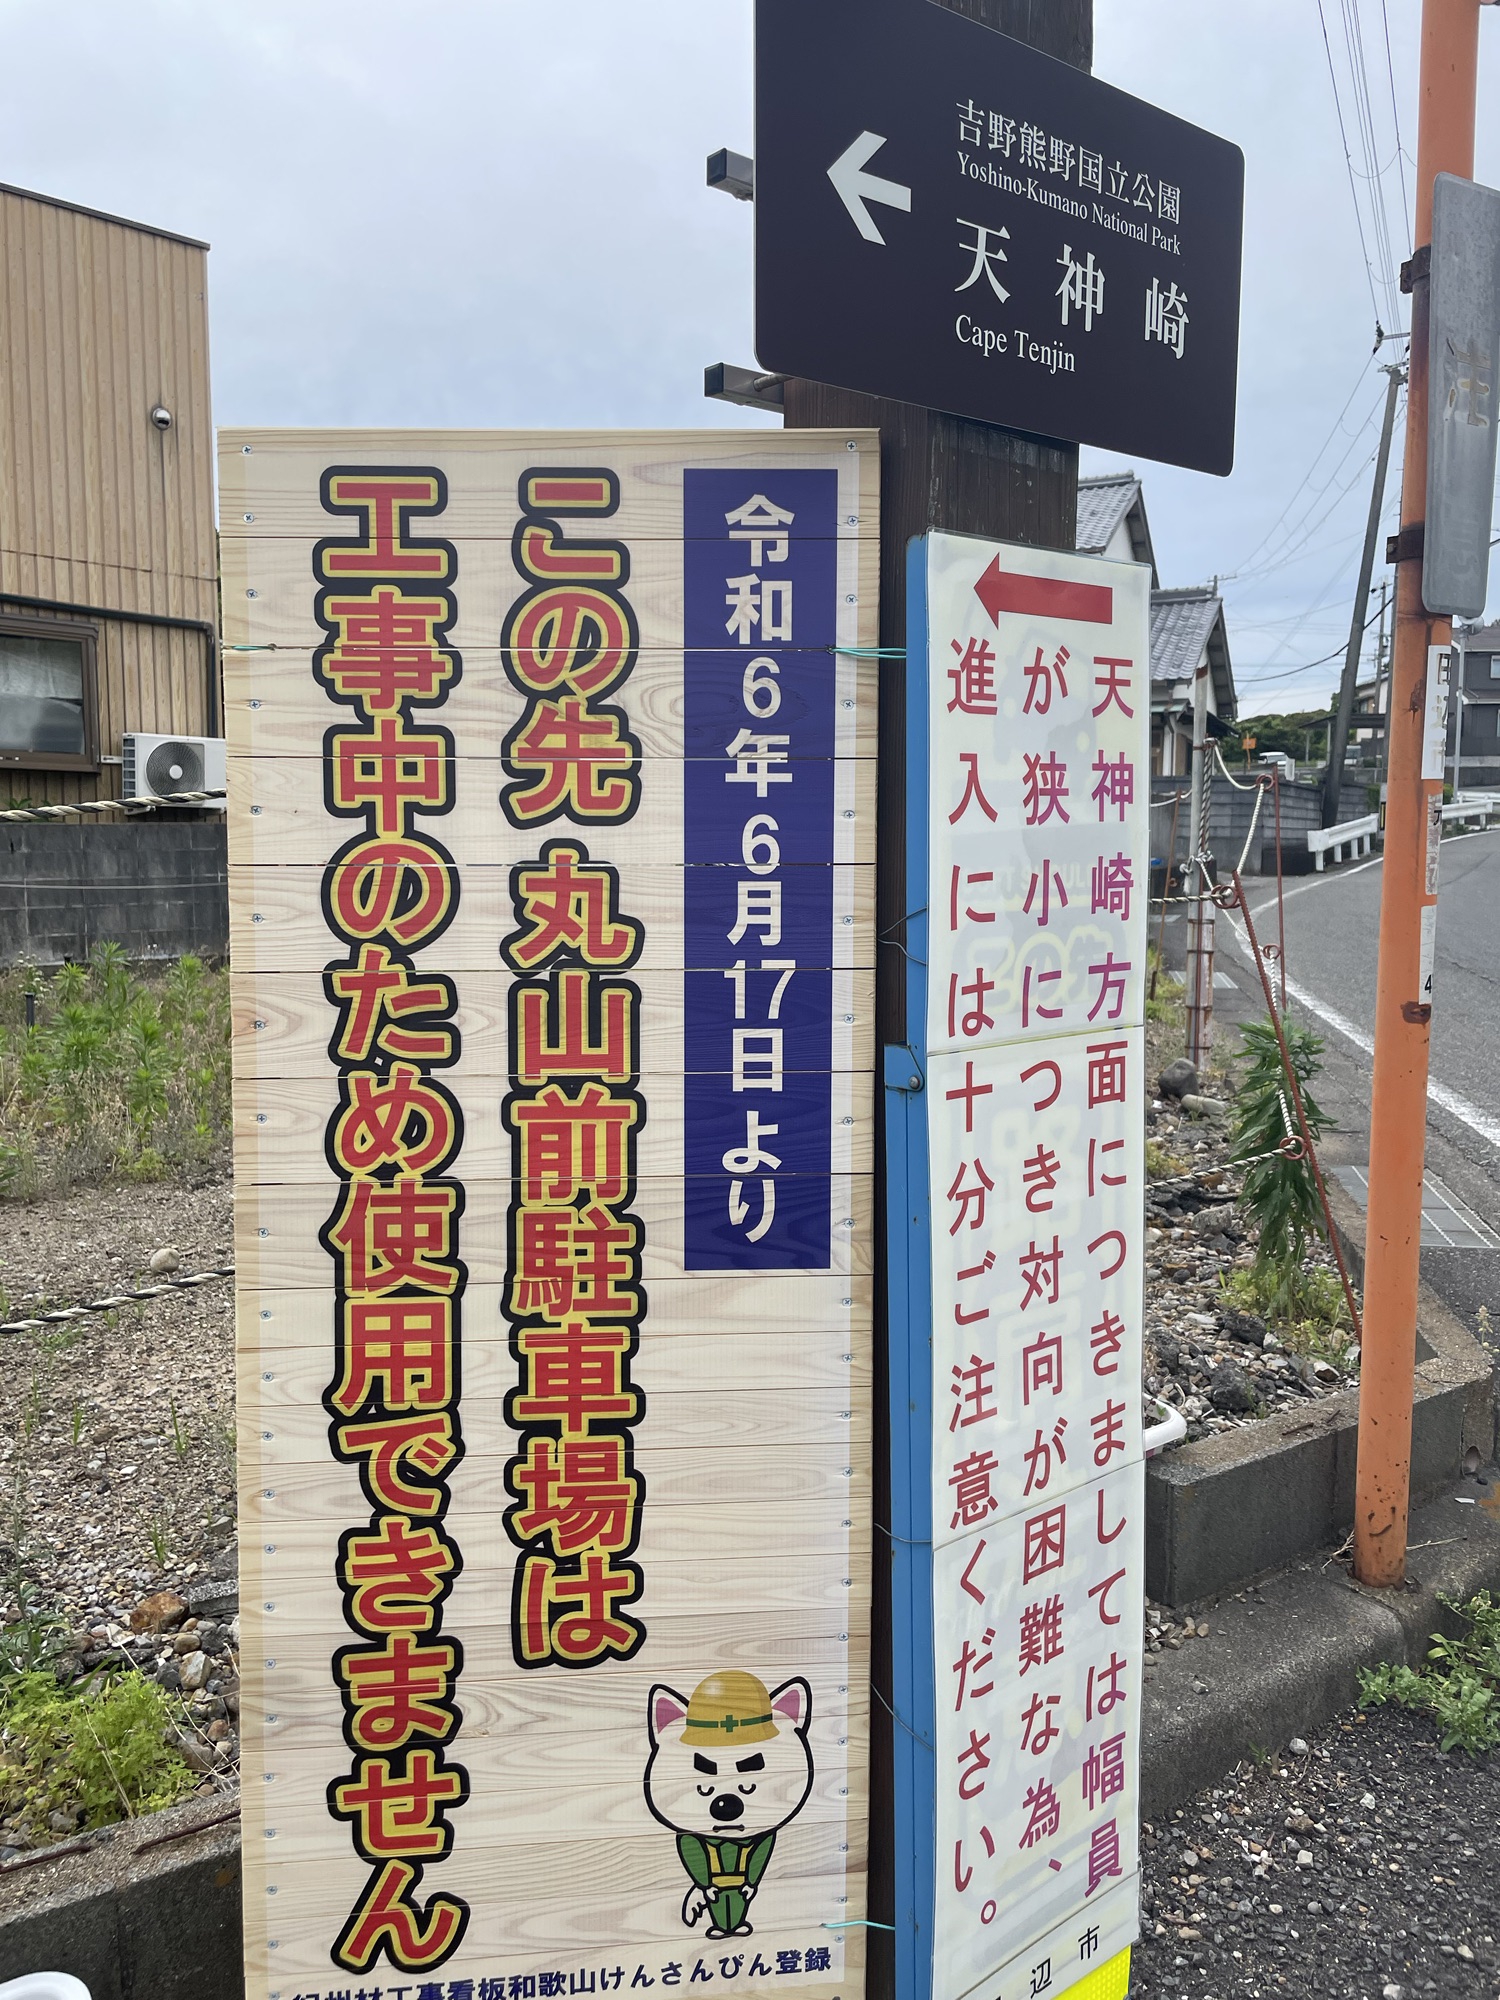 吉野熊野国立公園
Yoshino-Kumano National Park
天神崎
Cape Tenjin
令和6年6月17日より
この先 丸山前駐車場は
工事中のため使用できません
紀州材工事看板和歌山けんさんぴん登録
天神崎方面につきましては幅員
が狭小につき対向が困難な為、
進入には十分ご注意ください。
辺市